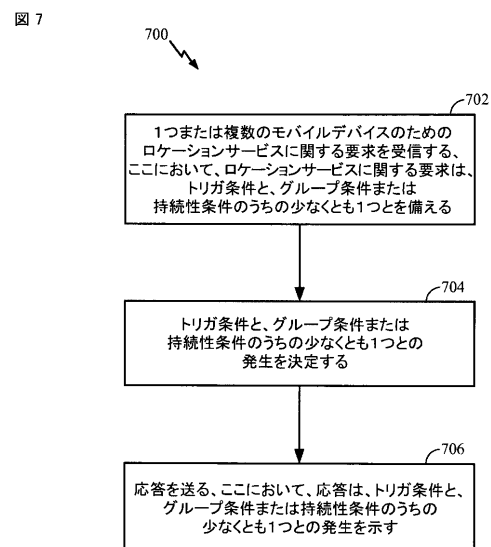 図 7
700
702
1つまたは複数のモバイルデバイスのための
ロケーションサービスに関する要求を受信する、
ここにおいて、ロケーションサービスに関する要求は、
トリガ条件と、グループ条件または
持続性条件のうちの少なくとも1つとを備える
704
トリガ条件と、グループ条件または
持続性条件のうちの少なくとも1つとの
発生を決定する
706
応答を送る、ここにおいて、応答は、トリガ条件と、
グループ条件または持続性条件のうちの
少なくとも1つとの発生を示す